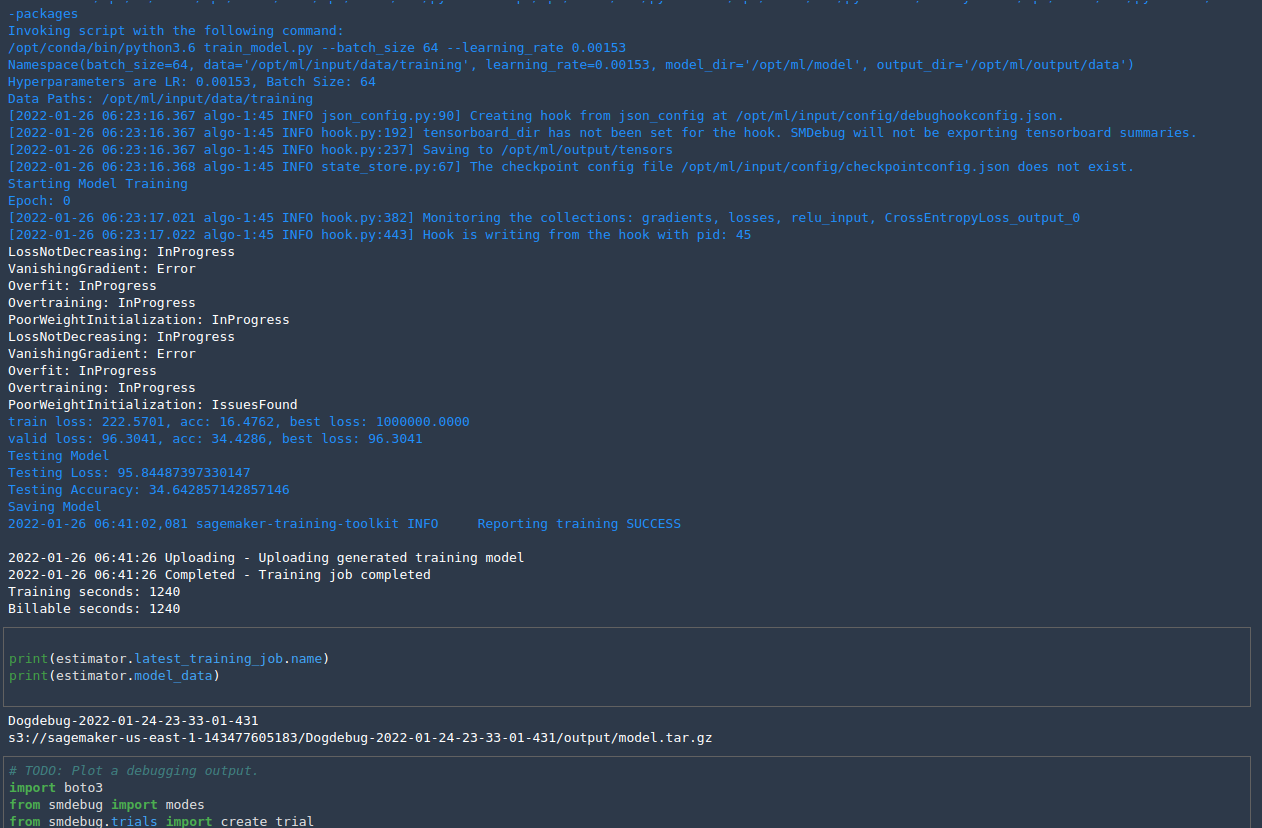 -packages
Invoking script with the following command:
/opt/conda/bin/python3.6 train_model.py --batch_size 64 --learning_rate 0.00153
Namespace(batch_size=64, data='/opt/ml/input/data/training', learning_rate=0.00153, model_dir='/opt/ml/model', output_dir='/opt/ml/output/data')
Hyperparameters are LR: 0.00153, Batch Size: 64
Data Paths: /opt/ml/input/data/training
[2022-01-26 06:23:16.367 algo-1:45 INFO json_config.py:90] Creating hook from json_config at /opt/ml/input/config/debughookconfig.json.
[2022-01-26 06:23:16.367 algo-1:45 INFO hook.py:192] tensorboard_dir has not been set for the hook. SMDebug will not be exporting tensorboard summaries.
[2022-01-26 06:23:16.367 algo-1:45 INFO hook.py:237] Saving to /opt/ml/output/tensors
[2022-01-26 06:23:16.368 algo-1:45 INFO state_store.py:67] The checkpoint config file /opt/ml/input/config/checkpointconfig.json does not exist.
Starting Model Training
Epoch: 0
[2022-01-26 06:23:17.021 algo-1:45 INFO hook.py:382] Monitoring the collections: gradients, losses, relu_input, CrossEntropyLoss_output_0
[2022-01-26 06:23:17.022 algo-1:45 INFO hook.py:443] Hook is writing from the hook with pid: 45
LossNotDecreasing: InProgress
VanishingGradient: Error
Overfit: InProgress
Overtraining: InProgress
PoorWeightInitialization: InProgress
LossNotDecreasing: InProgress
VanishingGradient: Error
Overfit: InProgress
Overtraining: InProgress
PoorWeightInitialization: IssuesFound
train loss: 222.5701, acc: 16.4762, best loss: 1000000.0000
valid loss: 96.3041, acc: 34.4286, best loss: 96.3041
Testing Model
Testing Loss: 95.84487397330147
Testing Accuracy: 34.642857142857146
Saving Model
2022-01-26 06:41:02,081 sagemaker-training-toolkit INFO     Reporting training SUCCESS
2022-01-26 06:41:26 Uploading - Uploading generated training model
2022-01-26 06:41:26 Completed - Training job completed
Training seconds: 1240
Billable seconds: 1240
print(estimator.latest_training_job.name)
print(estimator.model_data)
Dogdebug-2022-01-24-23-33-01-431
s3://sagemaker-us-east-1-143477605183/Dogdebug-2022-01-24-23-33-01-431/output/model.tar.gz
# TODO: Plot a debugging output.
import boto3
from smdebug import modes
from smdebug.trials import create_trial